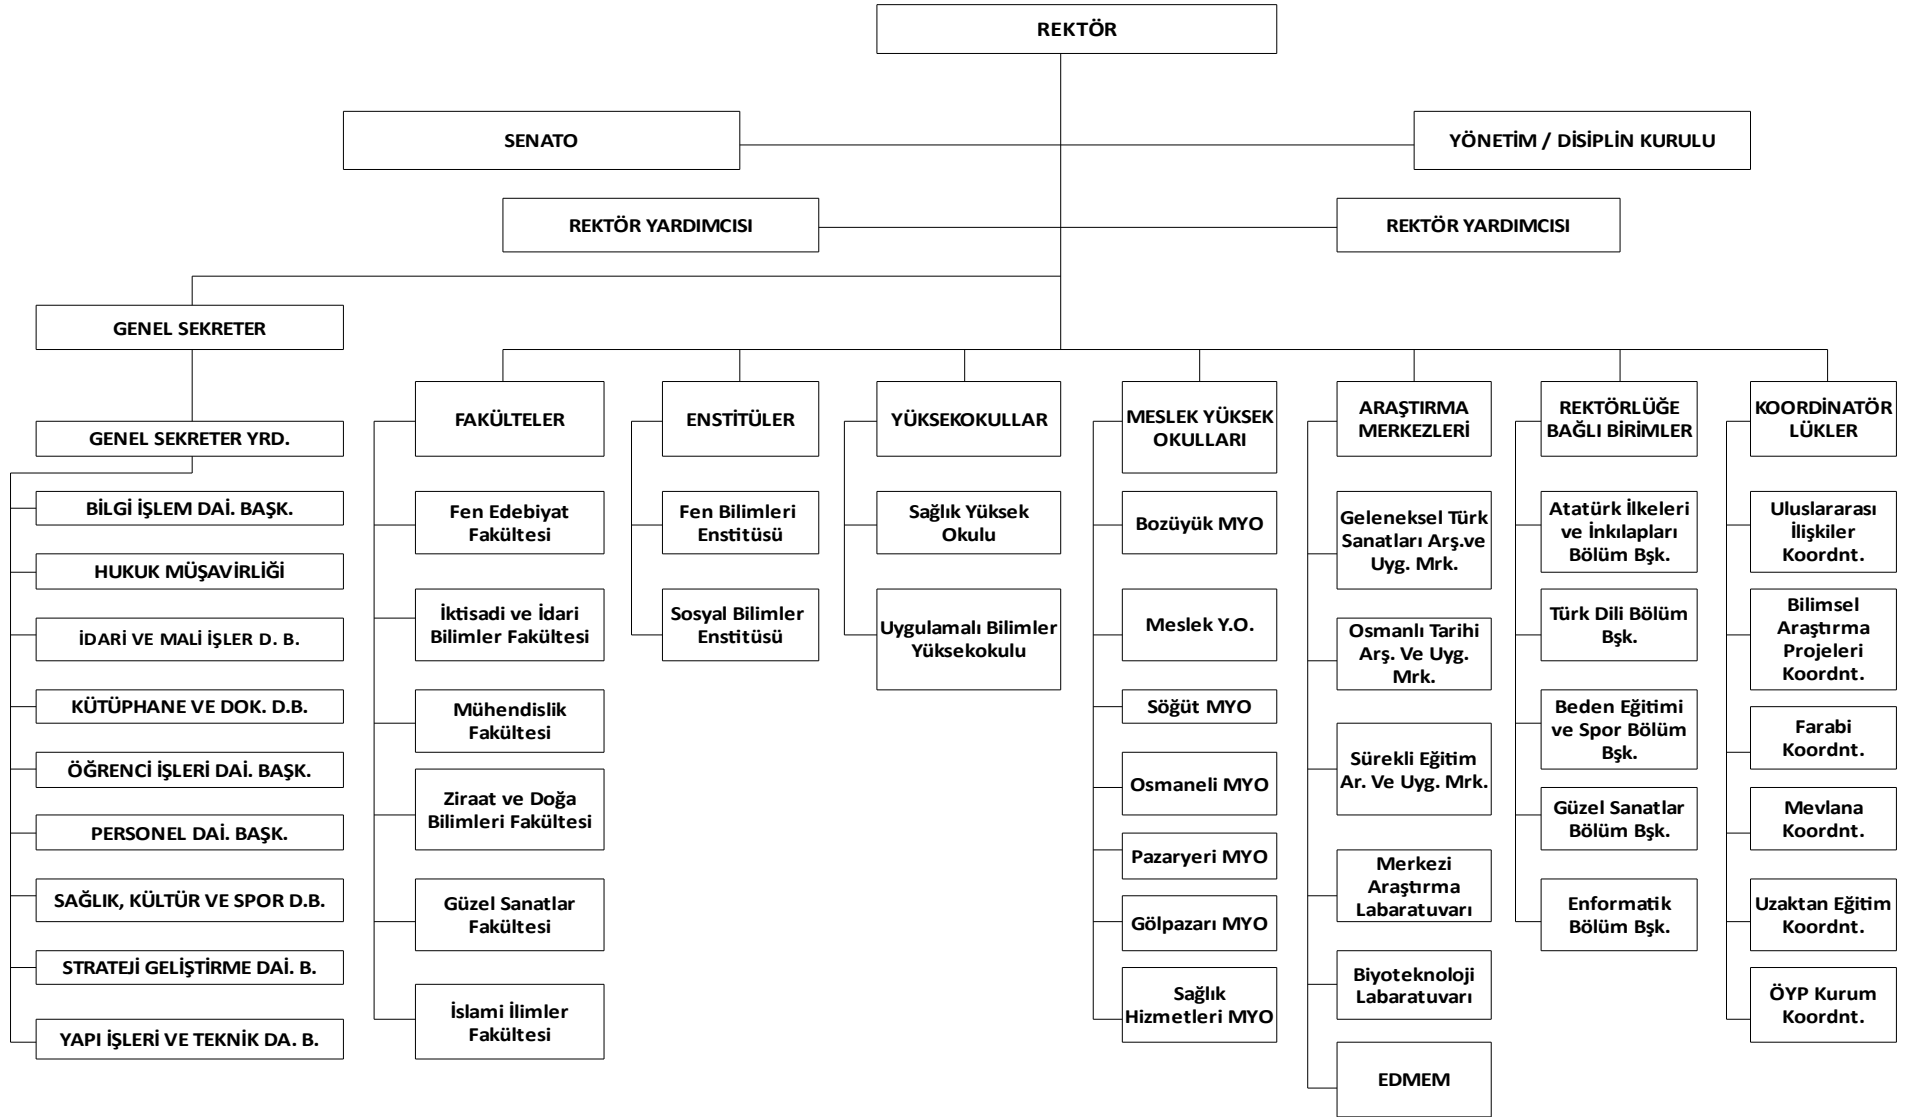 REKTÖR
SENATO
YÖNETİM / DISİPLİN KURULU
REKTÖR YARDIMCISI
REKTÖR YARDIMCISI
GENEL SEKRETER
GENEL SEKRETER YRD.
BİLGİ İŞLEM DAİ. BAŞK.
HUKUK MÜŞAVİRLİĞİ
İDARİ VE MALİ İŞLER D. B.
KÜTÜPHANE VE DOK. D.B.
ÖĞRENCİ İŞLERİ DAİ. BAŞK.
PERSONEL DAİ. BAŞK.
SAĞLIK, KÜLTÜR VE SPOR D.B.
STRATEJİ GELİŞTİRME DAİ. B.
YAPI İŞLERİ VE TEKNİK DA. B.
FAKÜLTELER
Fen Edebiyat
Fakültesi
İktisadi ve İdari
Bilimler Fakültesi
Mühendislik
Fakültesi
Ziraat ve Doğa
Bilimleri Fakültesi
Güzel Sanatlar
Fakültesi
İslami İlimler
Fakültesi
ENSTİTÜLER
Fen Bilimleri
Enstitüsü
Sosyal Bilimler
Enstitüsü
YÜKSEKOKULLAR
Sağlık Yüksek
Okulu
Uygulamalı Bilimler
Yüksekokulu
MESLEK YÜKSEK
OKULLARI
Bozüyük MYO
Meslek Y.O.
Söğüt MYO
Osmaneli MYO
Pazaryeri MYO
Gölpazarı MYO
Sağlık
Hizmetleri MYO
ARAŞTIRMA
MERKEZLERİ
Geleneksel Türk
Sanatları Arş.ve
Uyg. Mrk.
Osmanlı Tarihi
Arş. Ve Uyg.
Mrk.
Sürekli Eğitim
Ar. Ve Uyg. Mrk.
Merkezi
Araştırma
Labaratuvarı
Biyoteknoloji
Labaratuvarı
EDMEM
REKTÖRLÜĞE
BAĞLI BİRİMLER
Atatürk İlkeleri
ve İnkılapları
Bölüm Bşk.
Türk Dili Bölüm
Bşk.
Beden Eğitimi
ve Spor Bölüm
Bşk.
Güzel Sanatlar
Bölüm Bşk.
Enformatik
Bölüm Bşk.
KOORDİNATÖR
LÜKLER
Uluslararası
İlişkiler
Koordnt.
Bilimsel
Araştırma
Projeleri
Koordnt.
Farabi
Koordnt.
Mevlana
Koordnt.
Uzaktan Eğitim
Koordnt.
ÖYP Kurum
Koordnt.